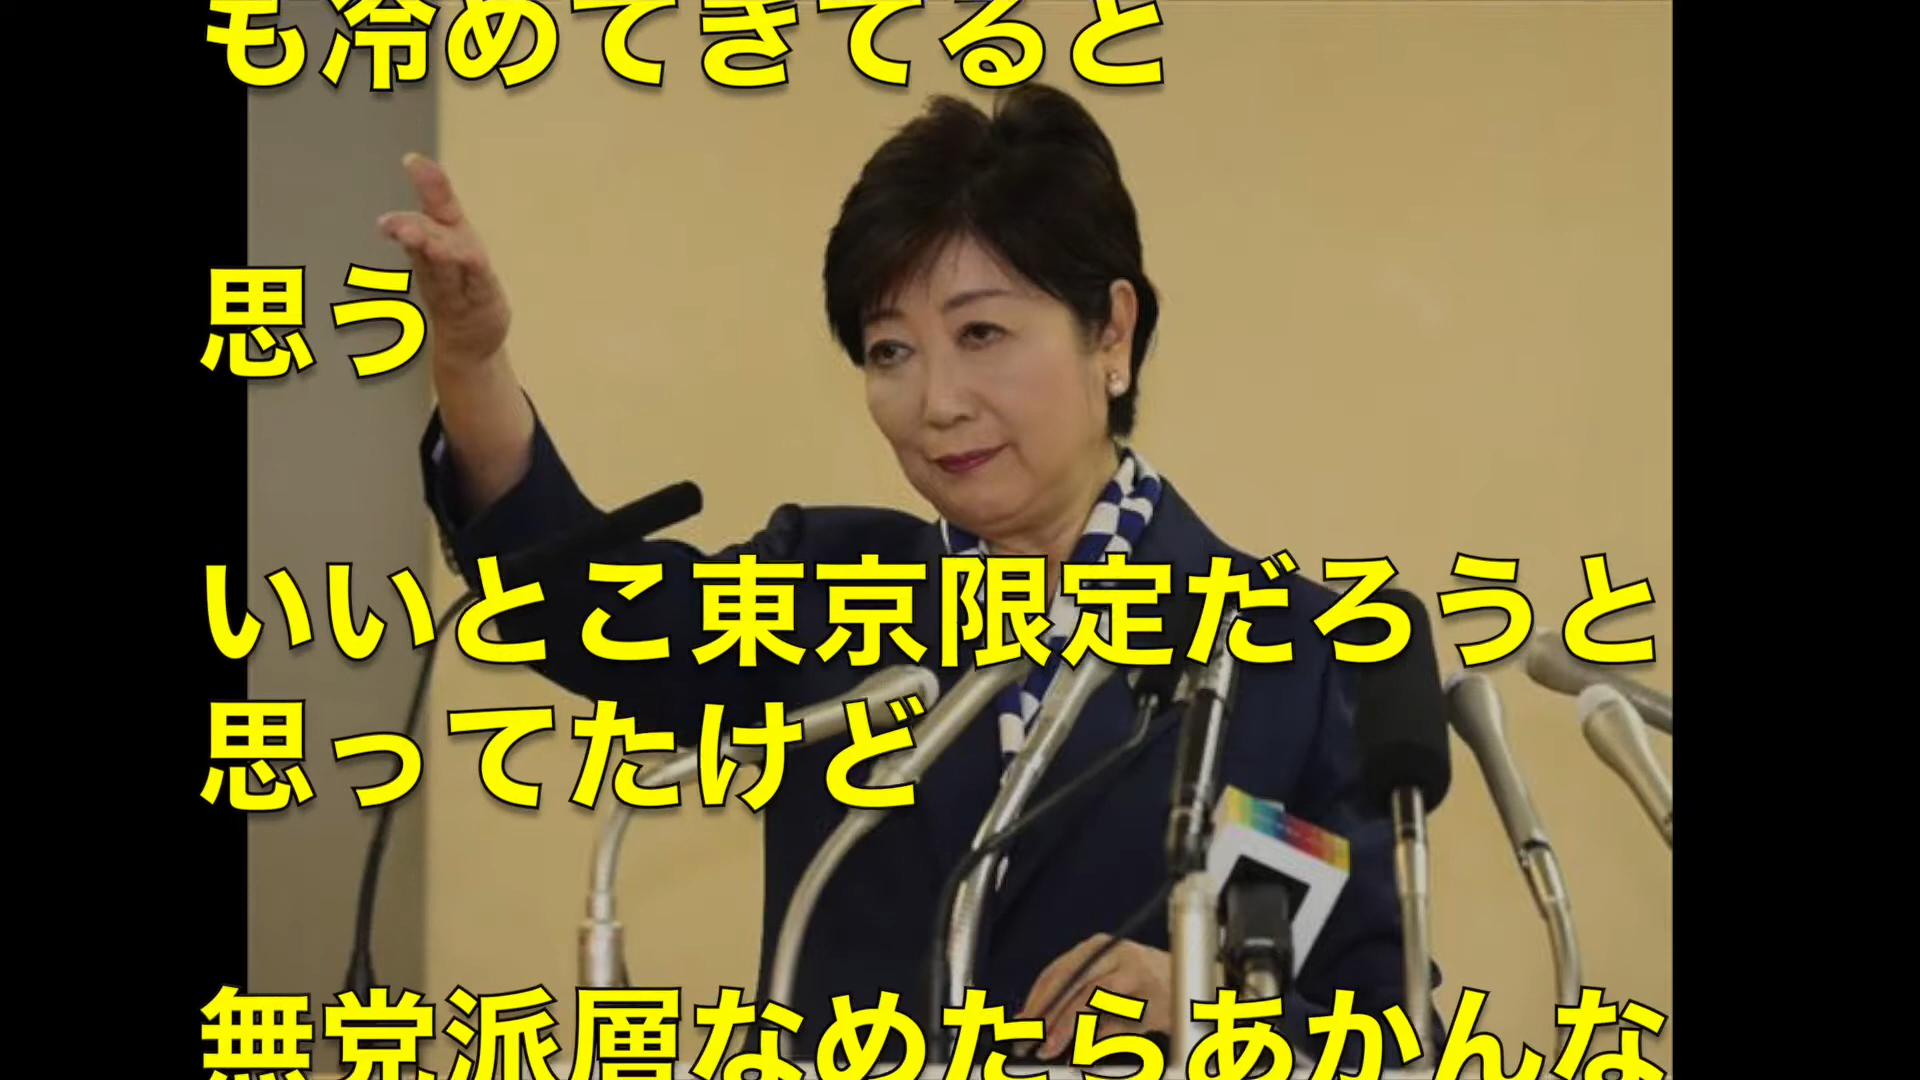 も冷めてきてると
思う
いいとこ東京限定だろうと
思ってたけど
無党派層なめたらあかんな